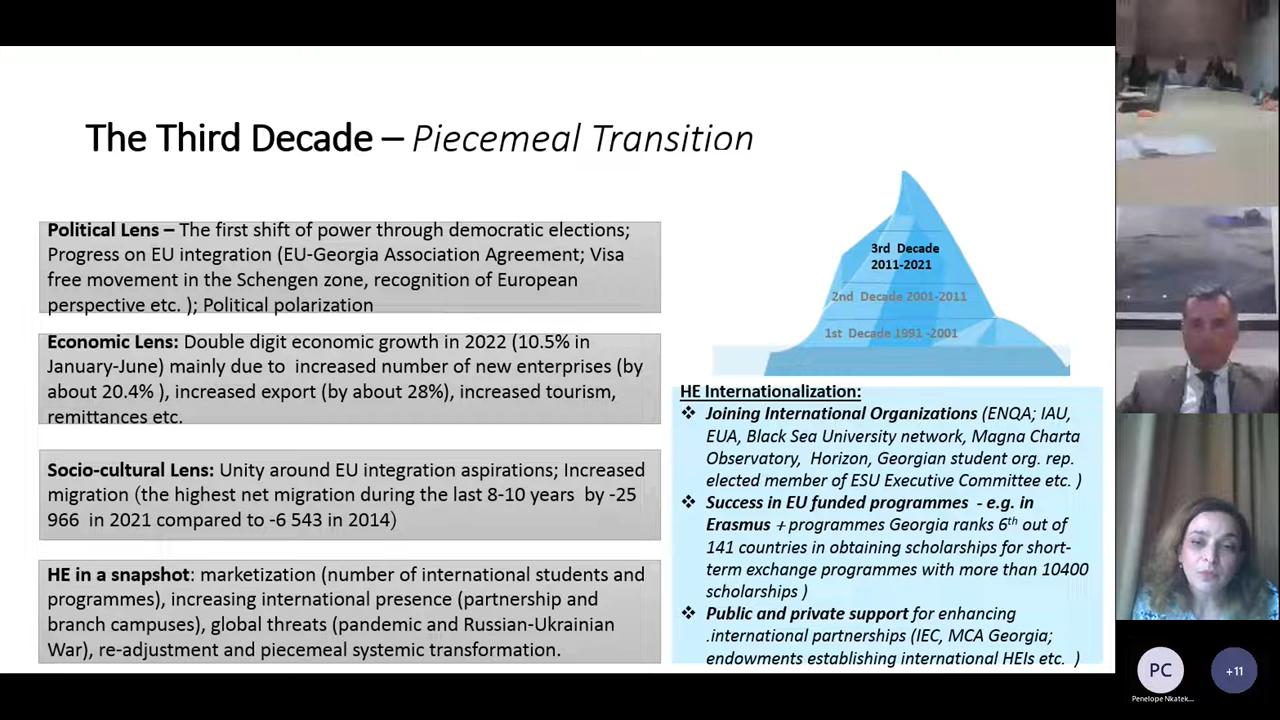 The Third Decade – Piecemeal Transition
Political Lens – The first shift of power through democratic elections;
Progress on EU integration (EU-Georgia Association Agreement; Visa
free movement in the Schengen zone, recognition of European
perspective etc. ); Political polarization
Economic Lens: Double digit economic growth in 2022 (10.5% in
January-June) mainly due to increased number of new enterprises (by
about 20.4% ), increased export (by about 28%), increased tourism,
remittances etc.
Socio-cultural Lens: Unity around EU integration aspirations; Increased
migration (the highest net migration during the last 8-10 years by -25
966 in 2021 compared to -6 543 in 2014)
HE in a snapshot: marketization (number of international students and
programmes), increasing international presence (partnership and
branch campuses), global threats (pandemic and Russian-Ukrainian
War), re-adjustment and piecemeal systemic transformation.
3rd Decade
2011-2021
2nd Decade 2001-2011
1st Decade 1991 -2001
HE Internationalization:
❖ Joining International Organizations (ENQA; IAU,
EUA, Black Sea University network, Magna Charta
Observatory, Horizon, Georgian student org. rep.
elected member of ESU Executive Committee etc. )
❖ Success in EU funded programmes - e.g. in
Erasmus + programmes Georgia ranks 6th out of
141 countries in obtaining scholarships for short-
term exchange programmes with more than 10400
scholarships )
❖ Public and private support for enhancing
.international partnerships (IEC, MCA Georgia;
endowments establishing international HEIs etc. )
PC
+11
Penelope Nkatek...